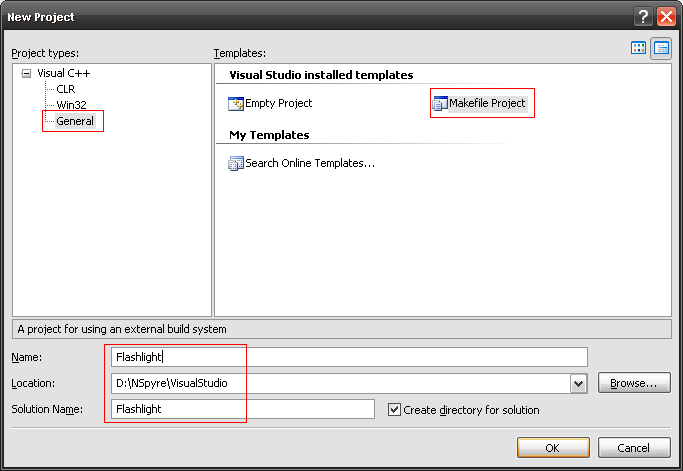 New Project
Project types:
Templates:
Visual C++
CLR
Win32
General
Visual Studio installed templates
Empty Project
Makefile Project
My Templates
Search Online Templates...
A project for using an external build system
Name:
Flashlight
Location:
D:\NSpyre\VisualStudio
Browse...
Solution Name:
Flashlight
Create directory for solution
OK
Cancel